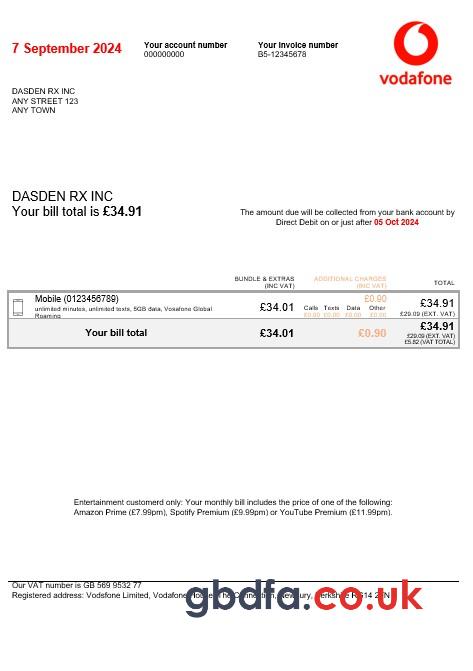 7 September 2024
Your account number
000000000
Your invoice number
B5-12345678
vodafone
DASDEN RX INC
ANY STREET 123
ANY TOWN
DASDEN RX INC
Your bill total is £34.91
The amount due will be collected from your bank account by
Direct Debit on or just after 05 Oct 2024
BUNDLE & EXTRAS
(INC VAT)
ADDITIONAL CHARGES
(INC VAT)
TOTAL
Mobile (0123456789)
unlimited minutes, unlimited texts, 5GB data, Vosafone Global
Roaming
£34.01
£0.90
Calls Texts Data Other
£0.00 £0.00 £0.00 £0.00
£34.91
£29.09 (EXT. VAT)
Your bill total
£34.01
£0.90
£34.91
£29.09 (EXT. VAT)
£5.82 (VAT TOTAL)
Entertainment customerd only: Your monthly bill includes the price of one of the following:
Amazon Prime (£7.99pm), Spotify Premium (£9.99pm) or YouTube Premium (£11.99pm).
Our VAT number is GB 569 9532 77
Registered address: Vodsfone Limited, Vodafone House, The Connection, Newbury, Berkshire RG14 2FN
gbdfa.co.uk